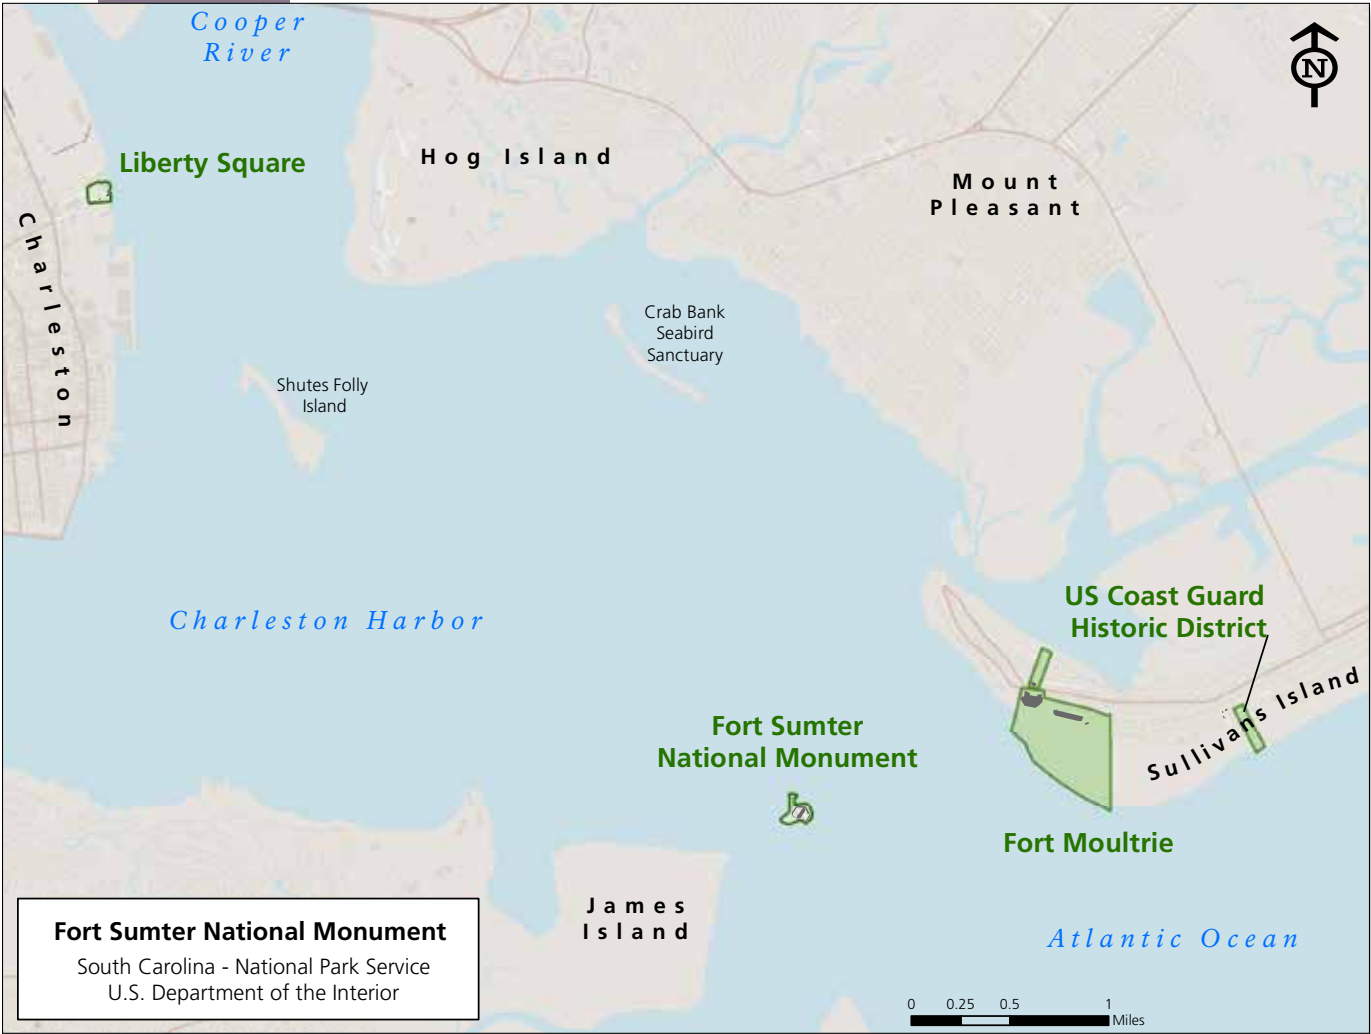 Cooper
River
N
Liberty Square
Hog Island
Mount
Pleasant
Charleston
Crab Bank
Seabird
Sanctuary
Shutes Folly
Island
US Coast Guard
Historic District
Charleston Harbor
Sullivans Island
Fort Sumter
National Monument
Fort Moultrie
James
Island
Fort Sumter National Monument
South Carolina - National Park Service
U.S. Department of the Interior
Atlantic Ocean
0 0.25 0.5 1
Miles